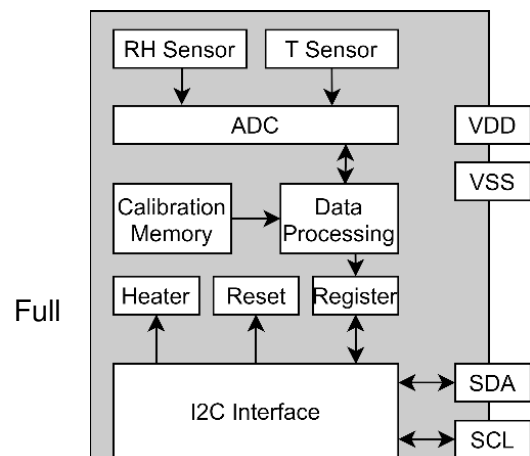 RH Sensor
T Sensor
ADC
VDD
VSS
Calibration
Memory
Data
Processing
Full
Heater
Reset
Register
I2C Interface
SDA
SCL